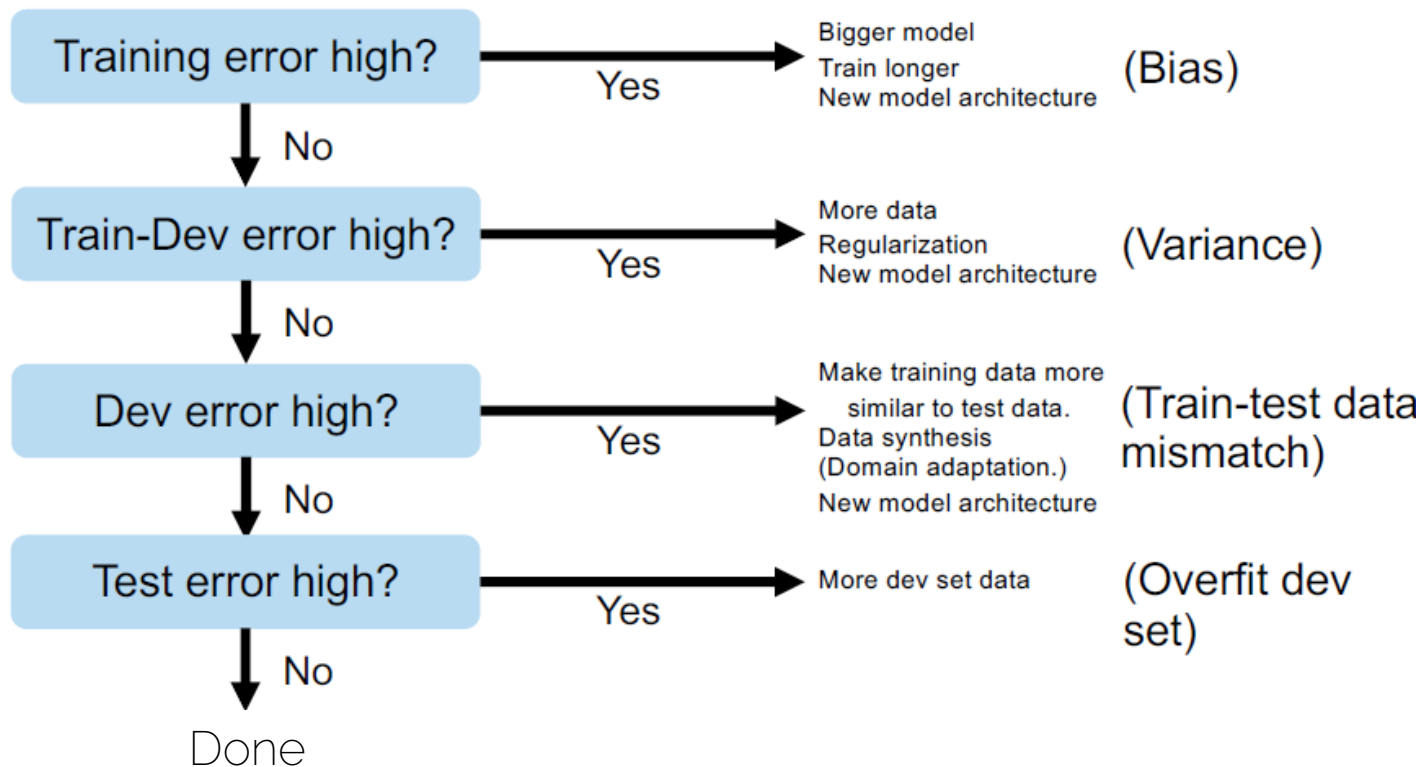 Training error high?
Yes
Bigger model
Train longer
New model architecture
(Bias)
No
Train-Dev error high?
Yes
More data
Regularization
New model architecture
(Variance)
No
Dev error high?
Yes
Make training data more
similar to test data.
Data synthesis
(Domain adaptation.)
New model architecture
(Train-test data
mismatch)
No
Test error high?
Yes
More dev set data
(Overfit dev
set)
No
Done